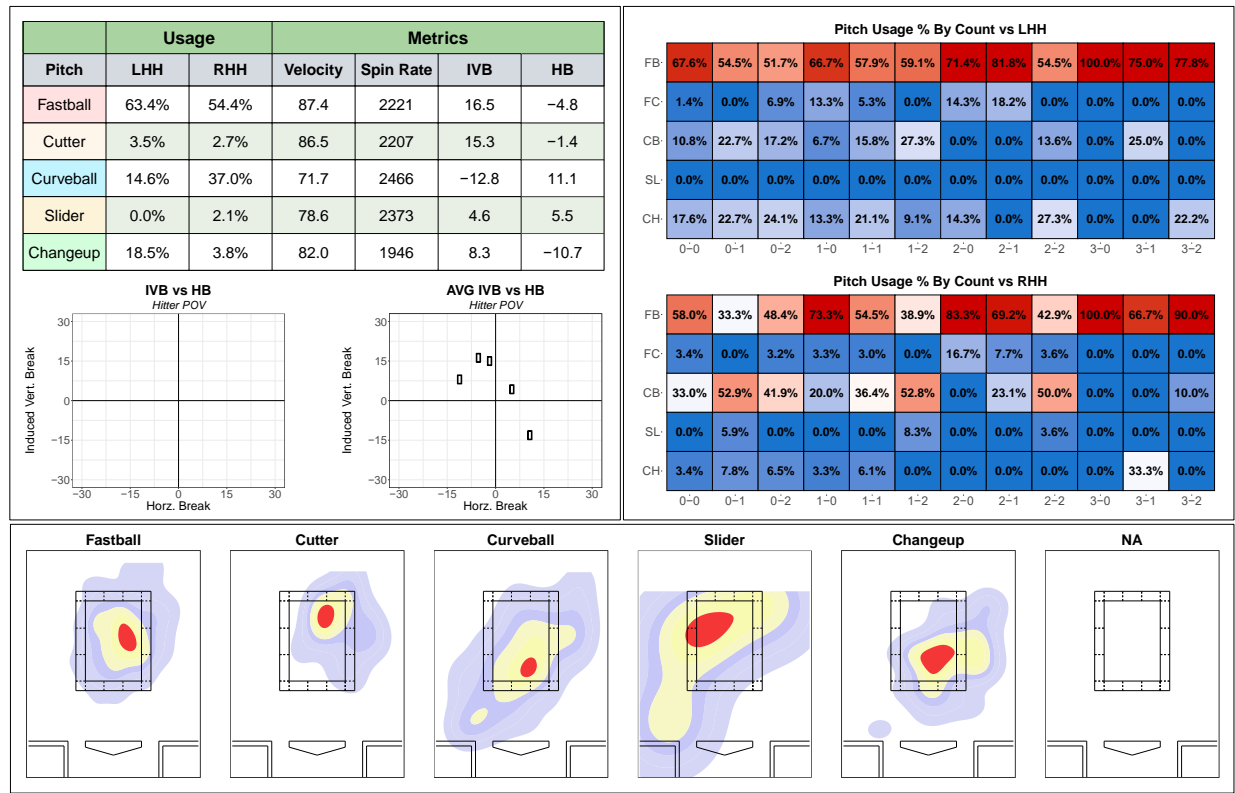 Usage Metrics
Pitch LHH RHH Velocity Spin Rate IVB HB
Fastball 63.4% 54.4% 87.4 2221 16.5 −4.8
Cutter 3.5% 2.7% 86.5 2207 15.3 −1.4
Curveball 14.6% 37.0% 71.7 2466 −12.8 11.1
Slider 0.0% 2.1% 78.6 2373 4.6 5.5
Changeup 18.5% 3.8% 82.0 1946 8.3 −10.7
IVB vs HB
Hitter POV
Induced Vert. Break
30
15
0
−15
−30
−30 −15 0 15 30
Horz. Break
AVG IVB vs HB
Hitter POV
Induced Vert. Break
30
15
0
−15
−30
−30 −15 0 15 30
Horz. Break
Pitch Usage % By Count vs LHH
FB 67.6% 54.5% 51.7% 66.7% 57.9% 59.1% 71.4% 81.8% 54.5% 100.0% 75.0% 77.8%
FC 1.4% 0.0% 6.9% 13.3% 5.3% 0.0% 14.3% 18.2% 0.0% 0.0% 0.0% 0.0%
CB 10.8% 22.7% 17.2% 6.7% 15.8% 27.3% 0.0% 0.0% 13.6% 0.0% 25.0% 0.0%
SL 0.0% 0.0% 0.0% 0.0% 0.0% 0.0% 0.0% 0.0% 0.0% 0.0% 0.0% 0.0%
CH 17.6% 22.7% 24.1% 13.3% 21.1% 9.1% 14.3% 0.0% 27.3% 0.0% 0.0% 22.2%
0−0 0−1 0−2 1−0 1−1 1−2 2−0 2−1 2−2 3−0 3−1 3−2
Pitch Usage % By Count vs RHH
FB 58.0% 33.3% 48.4% 73.3% 54.5% 38.9% 83.3% 69.2% 42.9% 100.0% 66.7% 90.0%
FC 3.4% 0.0% 3.2% 3.3% 3.0% 0.0% 16.7% 7.7% 3.6% 0.0% 0.0% 0.0%
CB 33.0% 52.9% 41.9% 20.0% 36.4% 52.8% 0.0% 23.1% 50.0% 0.0% 0.0% 10.0%
SL 0.0% 5.9% 0.0% 0.0% 0.0% 8.3% 0.0% 0.0% 3.6% 0.0% 0.0% 0.0%
CH 3.4% 7.8% 6.5% 3.3% 6.1% 0.0% 0.0% 0.0% 0.0% 0.0% 33.3% 0.0%
0−0 0−1 0−2 1−0 1−1 1−2 2−0 2−1 2−2 3−0 3−1 3−2
Fastball Cutter Curveball Slider Changeup NA